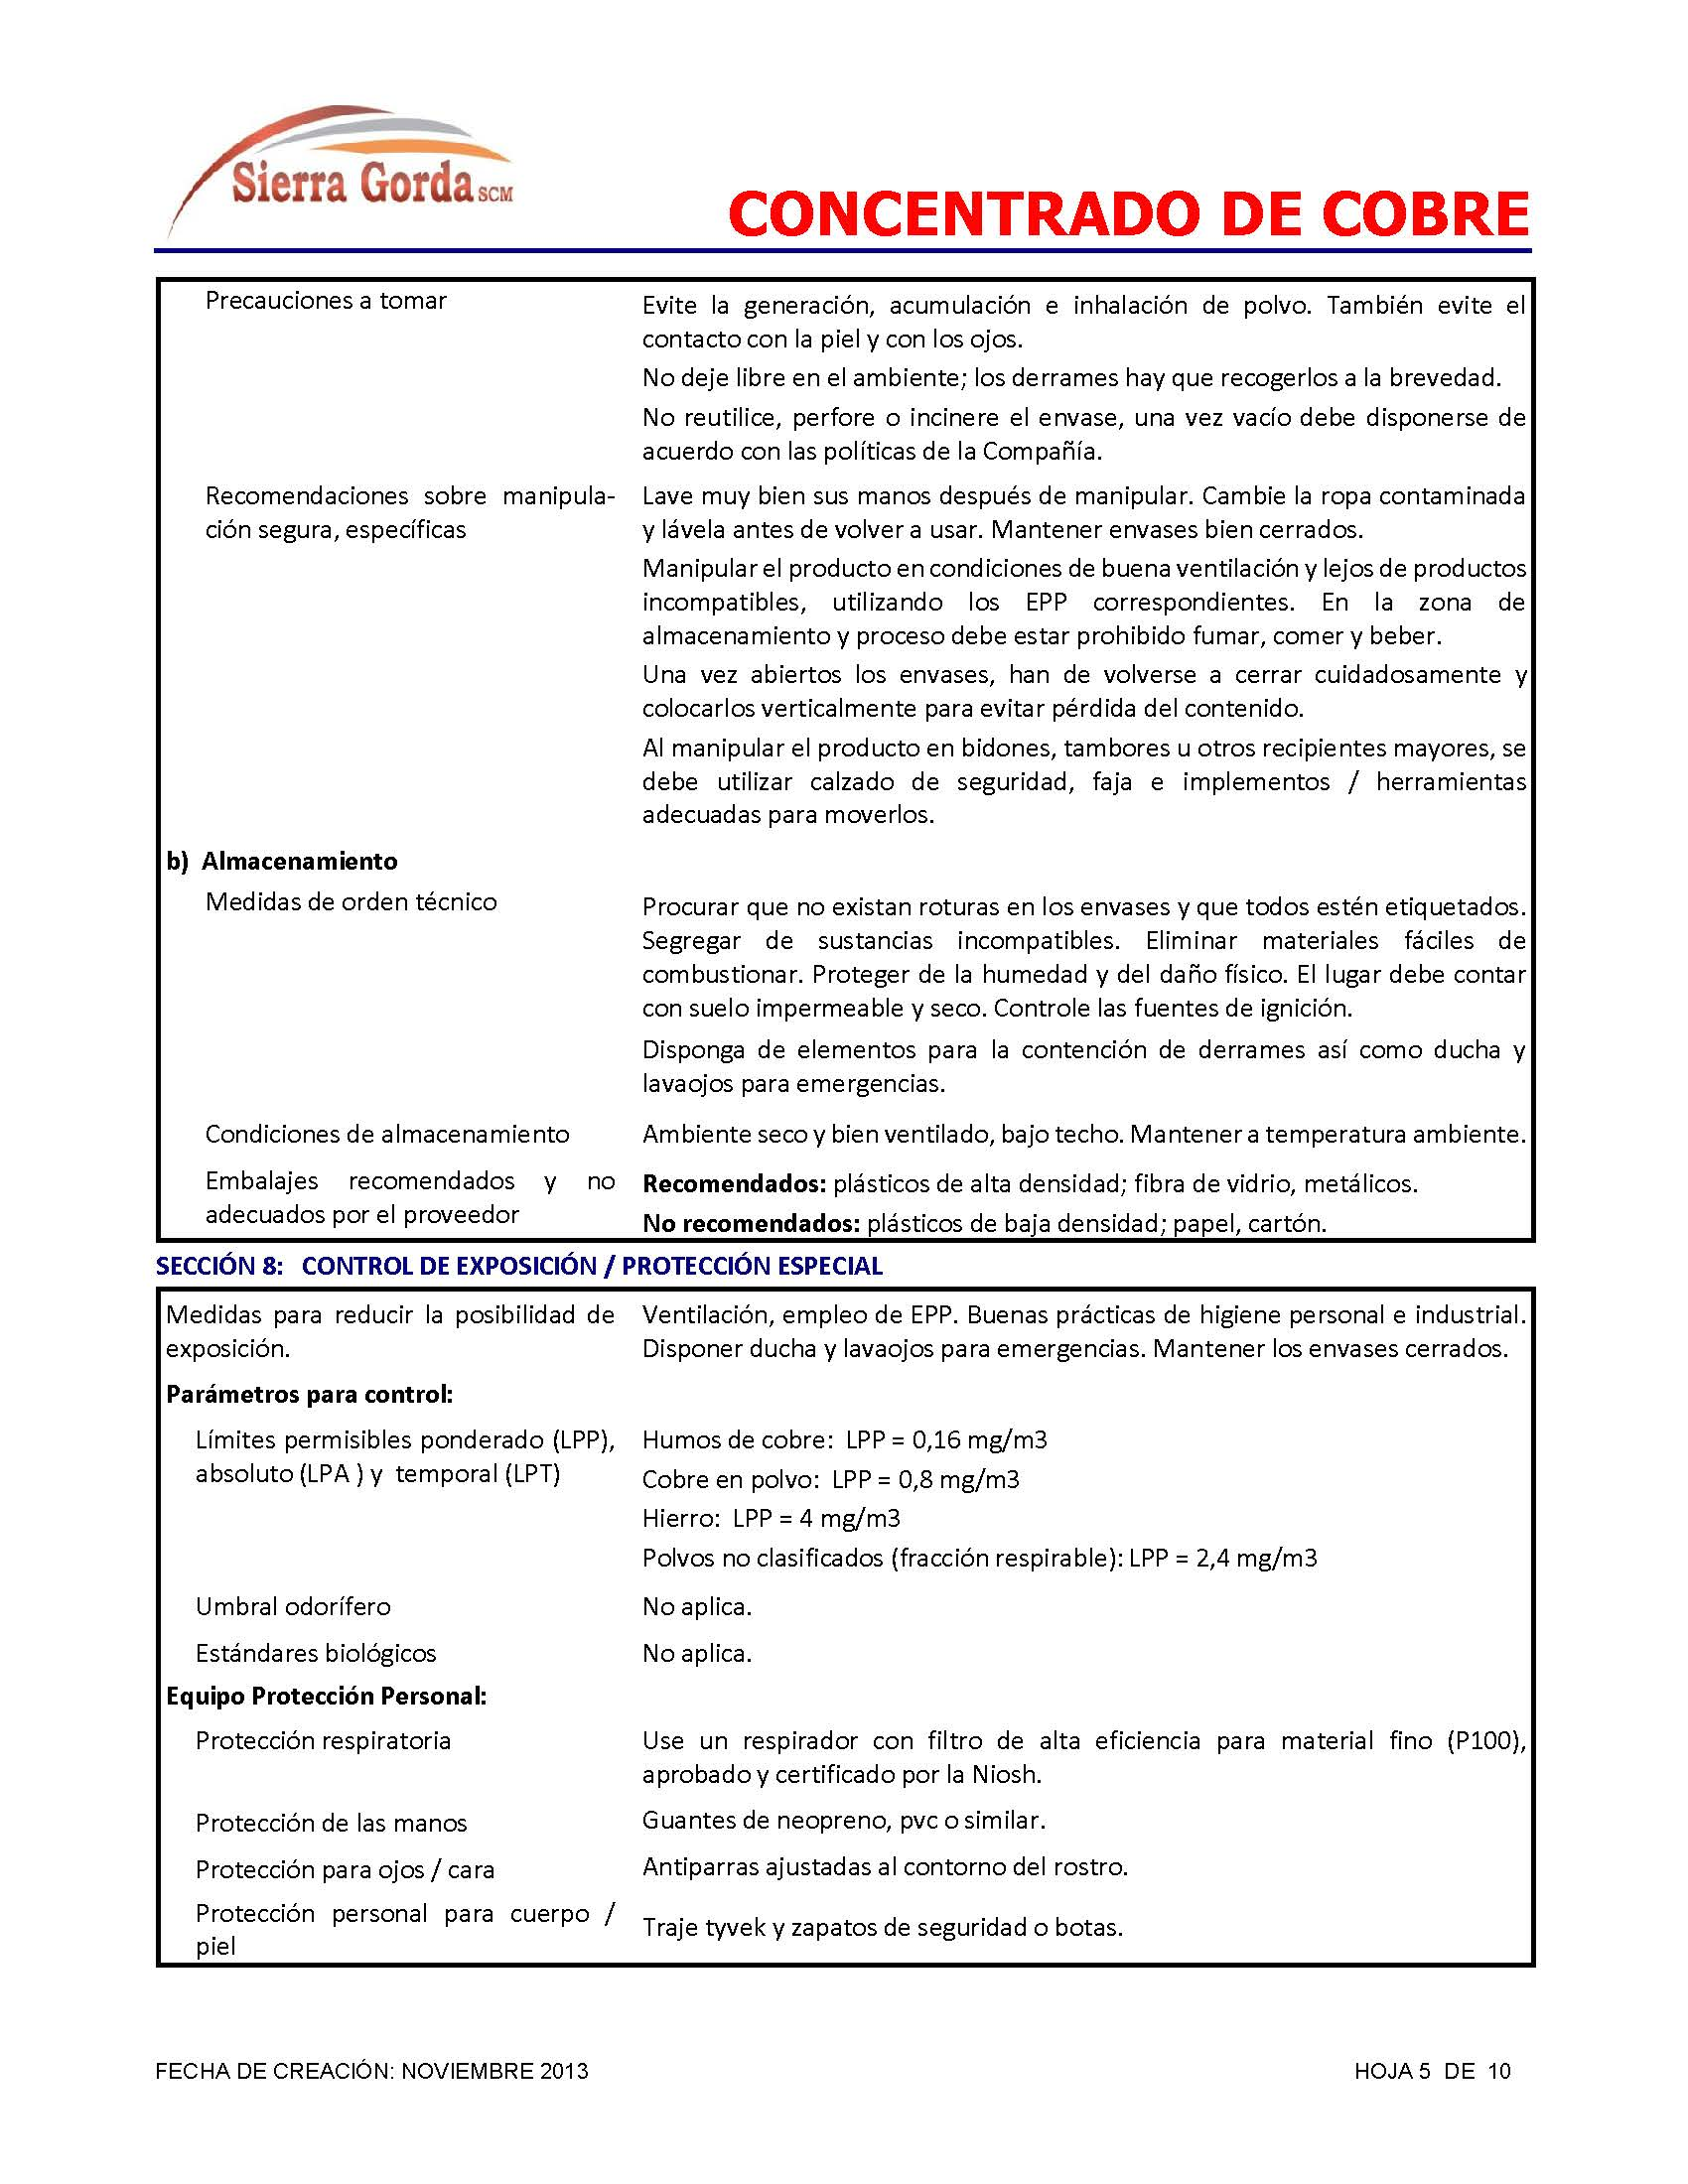 Sierra Gorda SCM
CONCENTRADO DE COBRE
Precauciones a tomar
Evite la generación, acumulación e inhalación de polvo. También evite el
contacto con la piel y con los ojos.
No deje libre en el ambiente; los derrames hay que recogerlos a la brevedad.
No reutilice, perfore o incinere el envase, una vez vacío debe disponerse de
acuerdo con las políticas de la Compañía.
Recomendaciones sobre manipula-
ción segura, específicas
Lave muy bien sus manos después de manipular. Cambie la ropa contaminada
y lávela antes de volver a usar. Mantener envases bien cerrados.
Manipular el producto en condiciones de buena ventilación y lejos de productos
incompatibles, utilizando los EPP correspondientes. En la zona de
almacenamiento y proceso debe estar prohibido fumar, comer y beber.
Una vez abiertos los envases, han de volverse a cerrar cuidadosamente y
colocarlos verticalmente para evitar pérdida del contenido.
Al manipular el producto en bidones, tambores u otros recipientes mayores, se
debe utilizar calzado de seguridad, faja e implementos / herramientas
adecuadas para moverlos.
b) Almacenamiento
Medidas de orden técnico
Procurar que no existan roturas en los envases y que todos estén etiquetados.
Segregar de sustancias incompatibles. Eliminar materiales fáciles de
combustionar. Proteger de la humedad y del daño físico. El lugar debe contar
con suelo impermeable y seco. Controle las fuentes de ignición.
Disponga de elementos para la contención de derrames así como ducha y
lavaojos para emergencias.
Condiciones de almacenamiento
Ambiente seco y bien ventilado, bajo techo. Mantener a temperatura ambiente.
Embalajes recomendados y no
adecuados por el proveedor
Recomendados: plásticos de alta densidad; fibra de vidrio, metálicos.
No recomendados: plásticos de baja densidad; papel, cartón.
SECCIÓN 8: CONTROL DE EXPOSICIÓN / PROTECCIÓN ESPECIAL
Medidas para reducir la posibilidad de
exposición.
Ventilación, empleo de EPP. Buenas prácticas de higiene personal e industrial.
Disponer ducha y lavaojos para emergencias. Mantener los envases cerrados.
Parámetros para control:
Límites permisibles ponderado (LPP),
absoluto (LPA ) y temporal (LPT)
Humos de cobre: LPP = 0,16 mg/m3
Cobre en polvo: LPP = 0,8 mg/m3
Hierro: LPP = 4 mg/m3
Polvos no clasificados (fracción respirable): LPP = 2,4 mg/m3
Umbral odorífero
No aplica.
Estándares biológicos
No aplica.
Equipo Protección Personal:
Protección respiratoria
Use un respirador con filtro de alta eficiencia para material fino (P100),
aprobado y certificado por la Niosh.
Protección de las manos
Guantes de neopreno, pvc o similar.
Protección para ojos / cara
Antiparras ajustadas al contorno del rostro.
Protección personal para cuerpo /
piel
Traje tyvek y zapatos de seguridad o botas.
FECHA DE CREACIÓN: NOVIEMBRE 2013
HOJA 5 DE 10